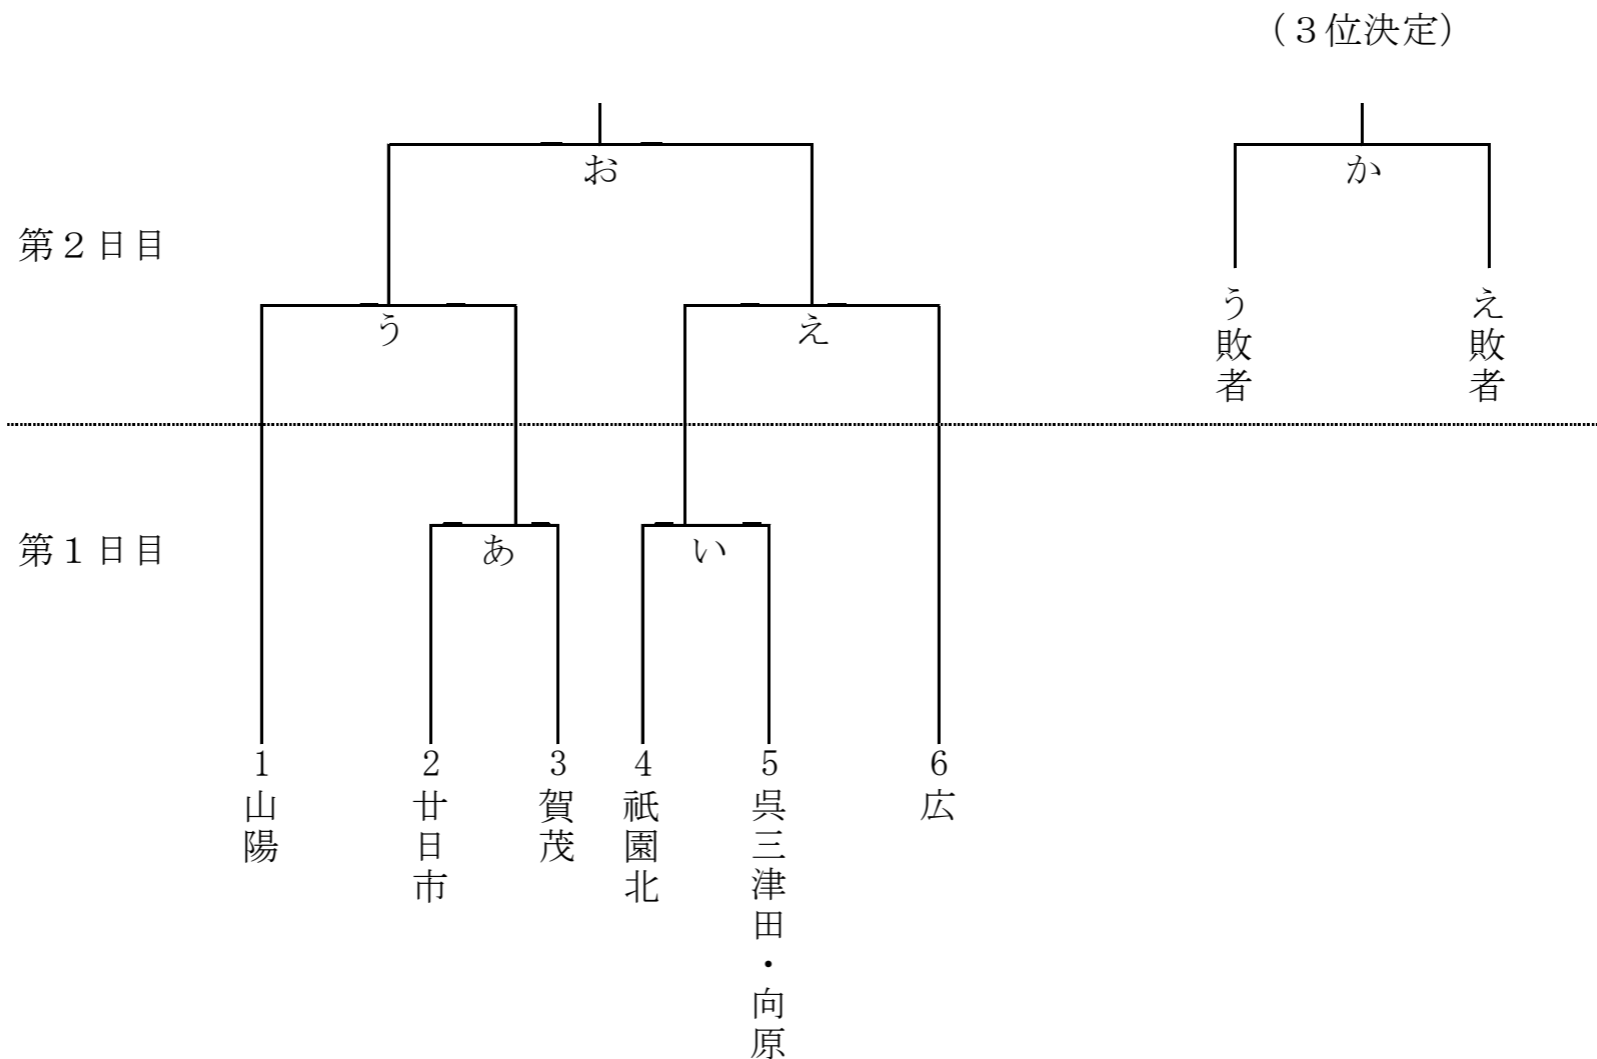 （３位決定）
お
か
第２日目
う
え
う敗者
え敗者
第１日目
あ
い
1山陽
2廿日市
3賀茂
4祇園北
5呉三津田・向原
6広